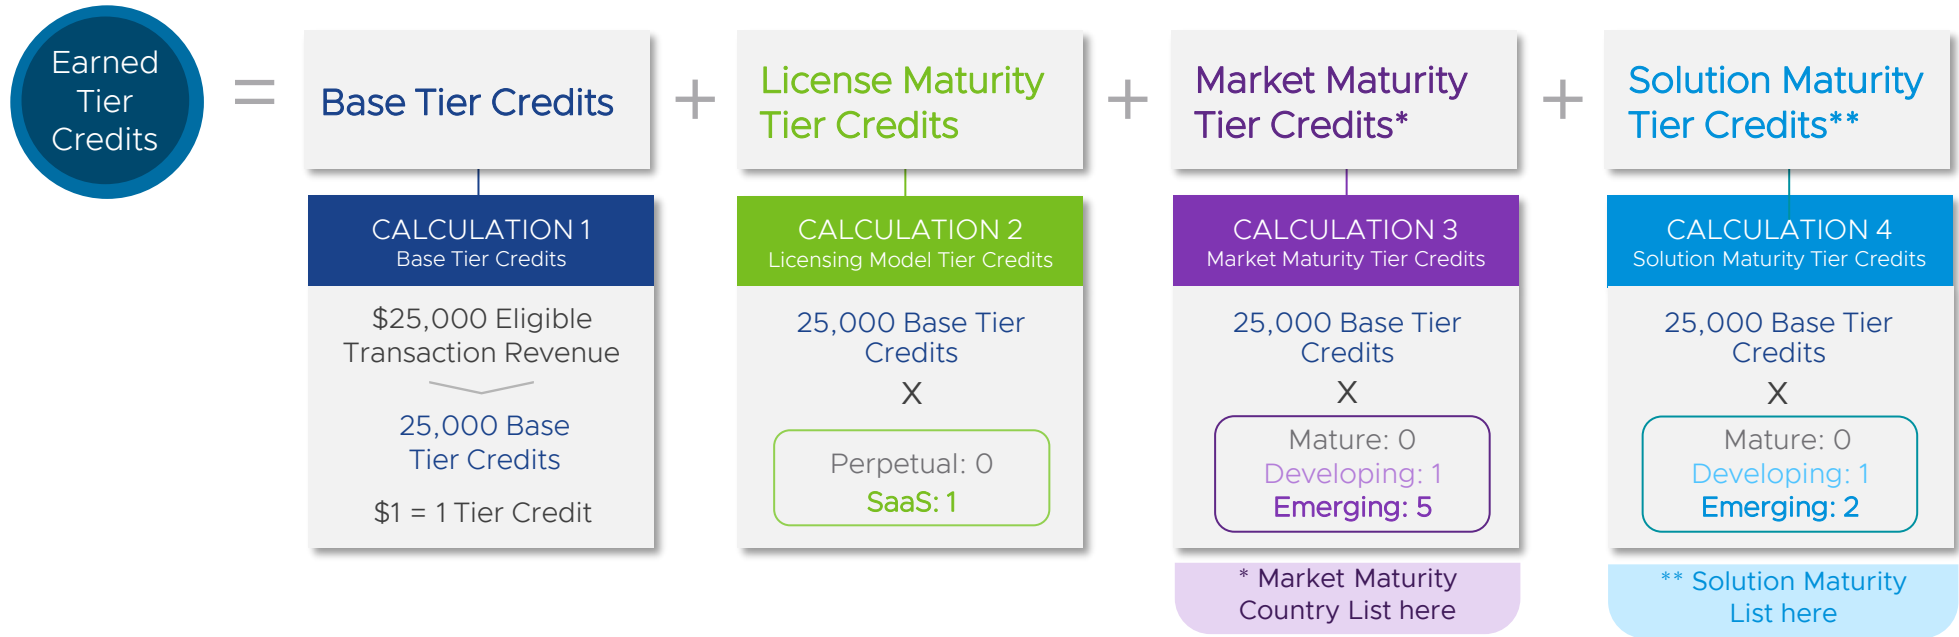 Earned
Tier
Credits
=
Base Tier Credits
+
License Maturity
Tier Credits
+
Market Maturity
Tier Credits*
+
Solution Maturity
Tier Credits**
CALCULATION 1
Base Tier Credits
$25,000 Eligible
Transaction Revenue
25,000 Base
Tier Credits
$1 = 1 Tier Credit
CALCULATION 2
Licensing Model Tier Credits
25,000 Base Tier
Credits
X
Perpetual: 0
SaaS: 1
CALCULATION 3
Market Maturity Tier Credits
25,000 Base Tier
Credits
X
Mature: 0
Developing: 1
Emerging: 5
* Market Maturity
Country List here
CALCULATION 4
Solution Maturity Tier Credits
25,000 Base Tier
Credits
X
Mature: 0
Developing: 1
Emerging: 2
** Solution Maturity
List here